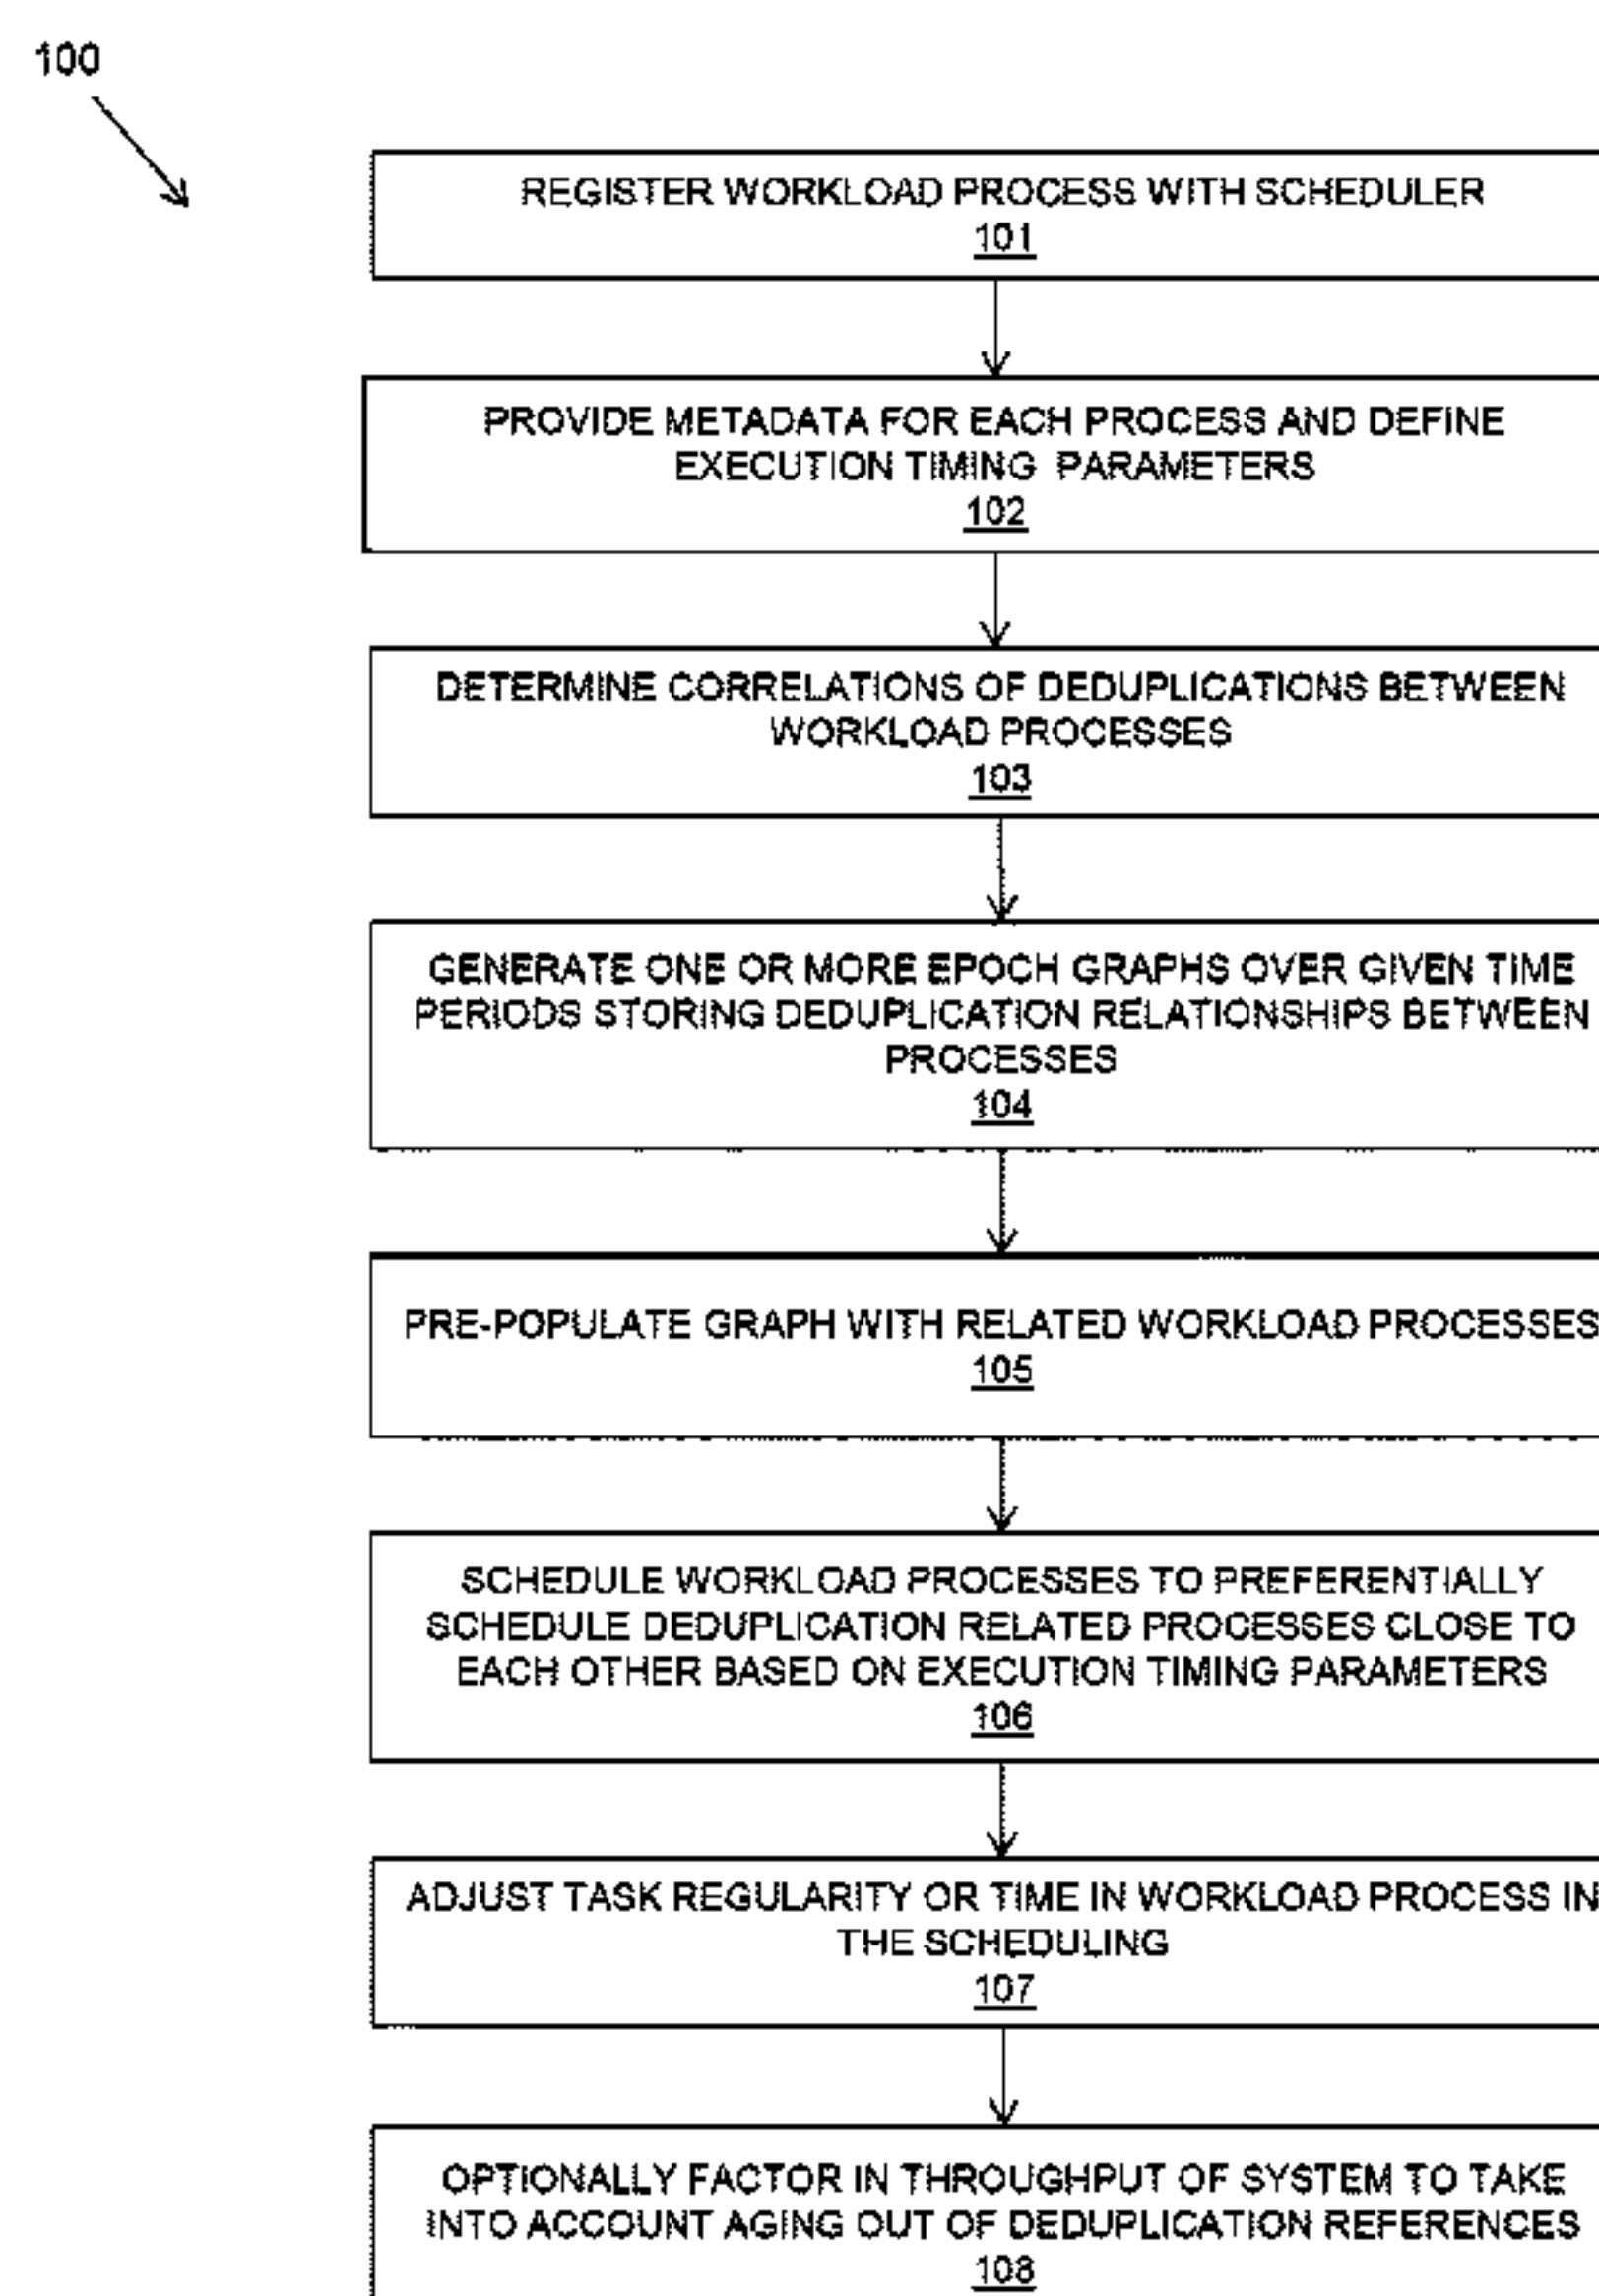 100
REGISTER WORKLOAD PROCESS WITH SCHEDULER
101
PROVIDE METADATA FOR EACH PROCESS AND DEFINE
EXECUTION TIMING PARAMETERS
102
DETERMINE CORRELATIONS OF DEDUPLICATIONS BETWEEN
WORKLOAD PROCESSES
103
GENERATE ONE OR MORE EPOCH GRAPHS OVER GIVEN TIME
PERIODS STORING DEDUPLICATION RELATIONSHIPS BETWEEN
PROCESSES
104
PRE-POPULATE GRAPH WITH RELATED WORKLOAD PROCESSES
105
SCHEDULE WORKLOAD PROCESSES TO PREFERENTIALLY
SCHEDULE DEDUPLICATION RELATED PROCESSES CLOSE TO
EACH OTHER BASED ON EXECUTION TIMING PARAMETERS
106
ADJUST TASK REGULARITY OR TIME IN WORKLOAD PROCESS IN
THE SCHEDULING
107
OPTIONALLY FACTOR IN THROUGHPUT OF SYSTEM TO TAKE
INTO ACCOUNT AGING OUT OF DEDUPLICATION REFERENCES
108